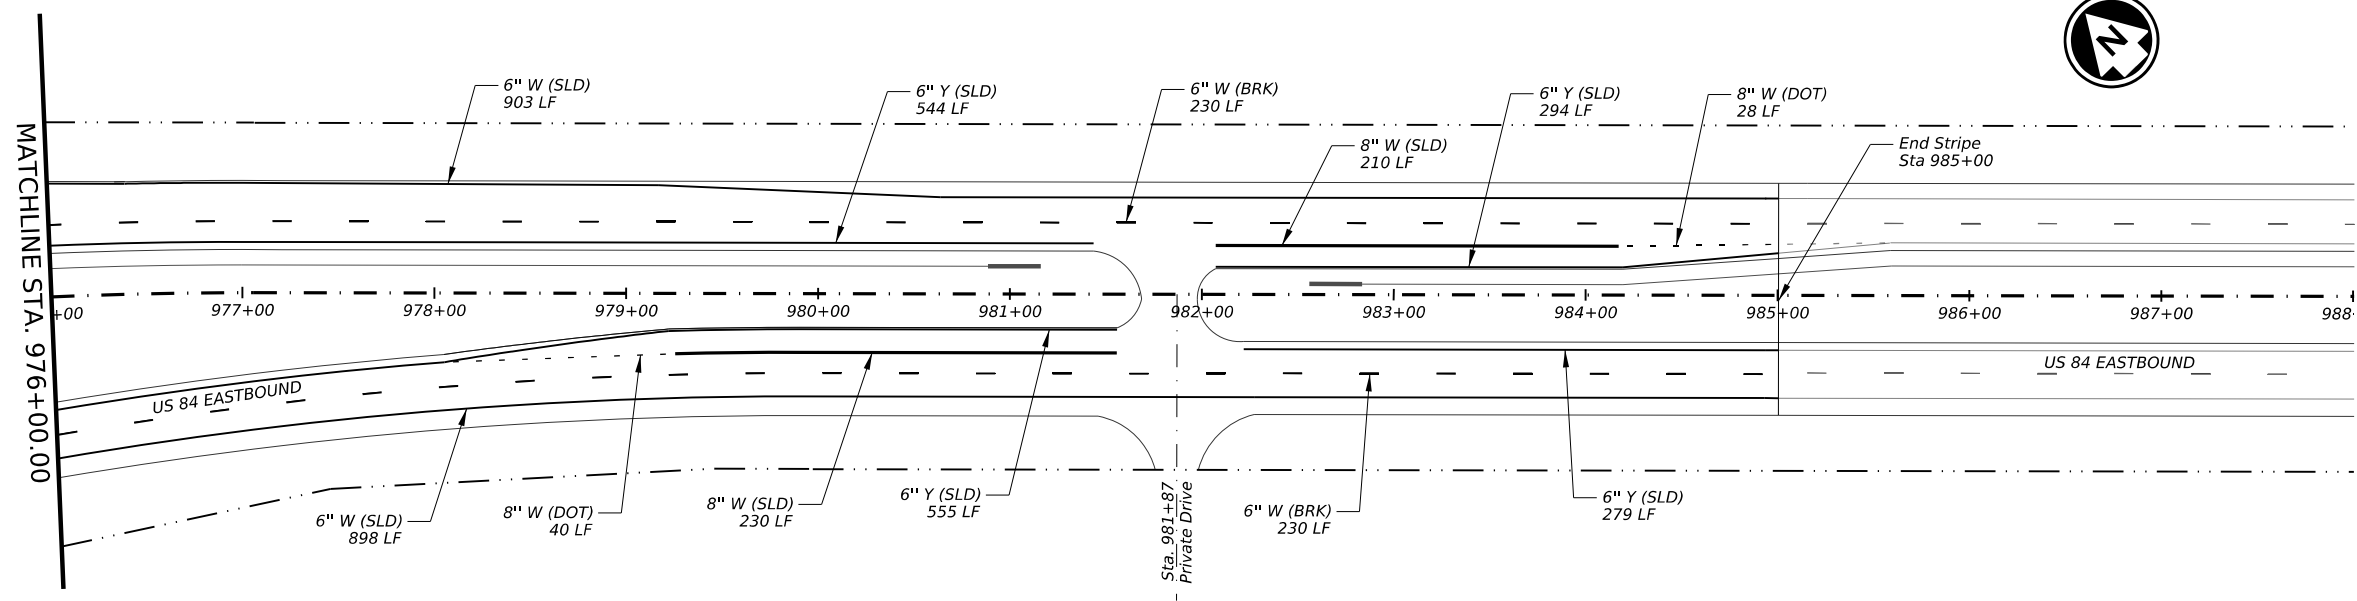 6" W (SLD)
903 LF
6" Y (SLD)
544 LF
6" W (BRK)
230 LF
6" Y (SLD)
294 LF
8" W (DOT)
28 LF
N
8" W (SLD)
210 LF
End Stripe
Sta 985+00
MATCHLINE STA. 976+00.00
+00
977+00
978+00
979+00
980+00
981+00
982+00
983+00
984+00
985+00
986+00
987+00
988
US 84 EASTBOUND
US 84 EASTBOUND
6" W (SLD)
898 LF
8" W (DOT)
40 LF
8" W (SLD)
230 LF
6" Y (SLD)
555 LF
Sta. 981+87
Private Drive
6" W (BRK)
230 LF
6" Y (SLD)
279 LF